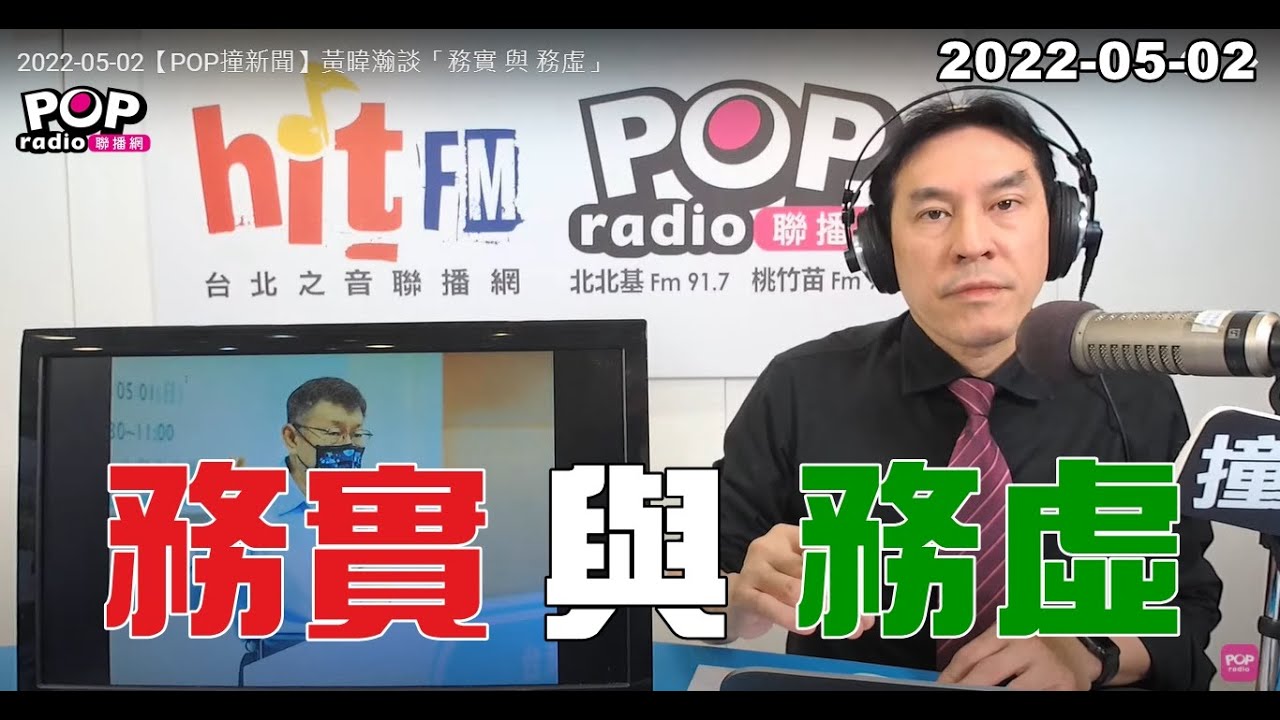 2022-05-02【POP撞新聞】黃暐瀚談「務實 與 務虛」
2022-05-02
POP
radio 聯播網
hit FM
台北之音聯播網
POP
radio 聯播
北北基 Fm 91.7 桃竹苗 Fm
05/01
~11:00
務實 與 務虛
撞
POP
radio